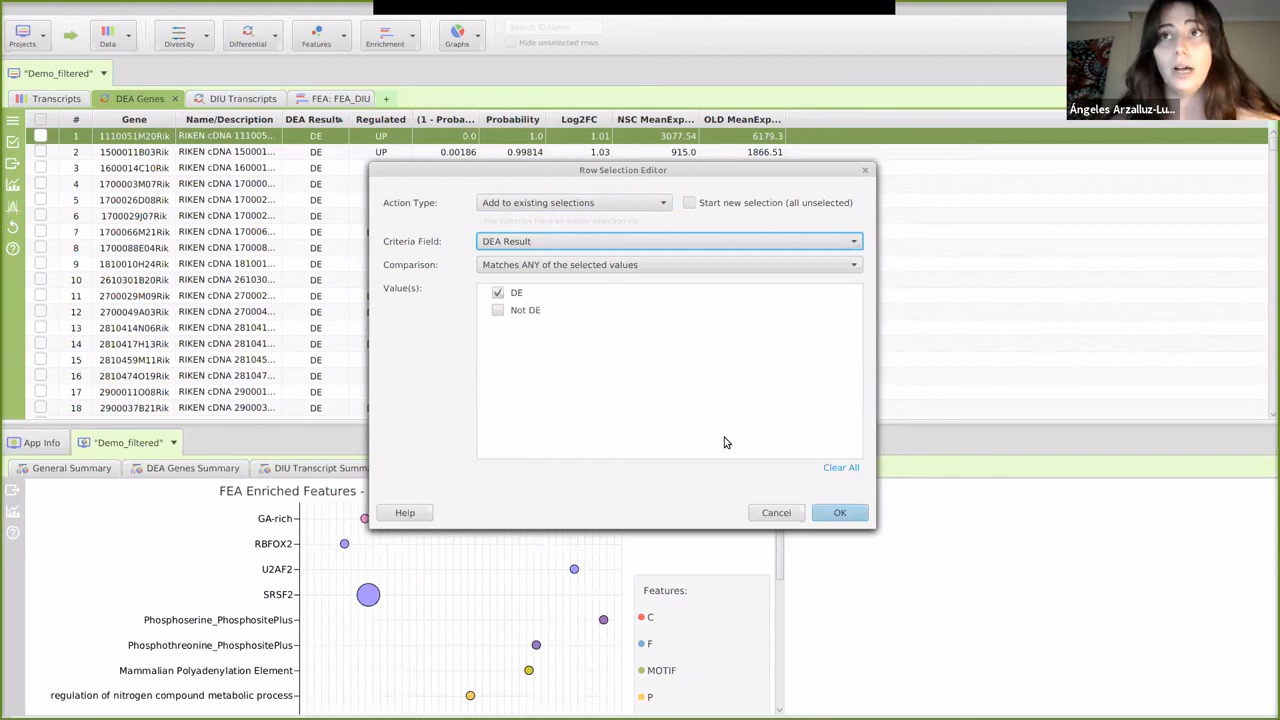 Projects Data Diversity Differential Features Enrichment Graphs Search ID/Name
Hide unselected rows
"Demo_filtered"
Ángeles Arzalluz-Lu...
Transcripts DEA Genes × DIU Transcripts FEA: FEA_DIU +
# Gene Name/Description DEA Result▲ Regulated (1 - Proba... Probability Log2FC NSC MeanExp... OLD MeanExp...
1 1110051M20Rik RIKEN cDNA 111005... DE UP 0.0 1.0 1.01 3077.54 6179.3
2 1500011B03Rik RIKEN cDNA 150001... DE UP 0.00186 0.99814 1.03 915.0 1866.51
3 1600014C10Rik RIKEN cDNA 160001... DE
4 1700003M07Rik RIKEN cDNA 170000... DE
5 1700026D08Rik RIKEN cDNA 170002... DE
6 1700029J07Rik RIKEN cDNA 170002... DE
7 1700066M21Rik RIKEN cDNA 170006... DE
8 1700088E04Rik RIKEN cDNA 170008... DE
9 1810010H24Rik RIKEN cDNA 181001... DE
10 2610301B20Rik RIKEN cDNA 261030... DE
11 2700029M09Rik RIKEN cDNA 270002... DE
12 2700049A03Rik RIKEN cDNA 270004... DE
13 2810414N06Rik RIKEN cDNA 281041... DE
14 2810417H13Rik RIKEN cDNA 281041... DE
15 2810459M11Rik RIKEN cDNA 281045... DE
16 2810474O19Rik RIKEN cDNA 281047... DE
17 2900011O08Rik RIKEN cDNA 290001... DE
18 2900037B21Rik RIKEN cDNA 290003... DE
Row Selection Editor ×
Action Type: Add to existing selections Start new selection (all unselected)
You currently have an empty selection set
Criteria Field: DEA Result
Comparison: Matches ANY of the selected values
Value(s): DE
Not DE
Clear All
Help Cancel OK
App Info "Demo_filtered"
General Summary DEA Genes Summary DIU Transcript Summ
FEA Enriched Features -
GA-rich
RBFOX2
U2AF2
SRSF2
Phosphoserine_PhosphositePlus
Phosphothreonine_PhosphositePlus
Mammalian Polyadenylation Element
regulation of nitrogen compound metabolic process
Features:
C
F
MOTIF
P